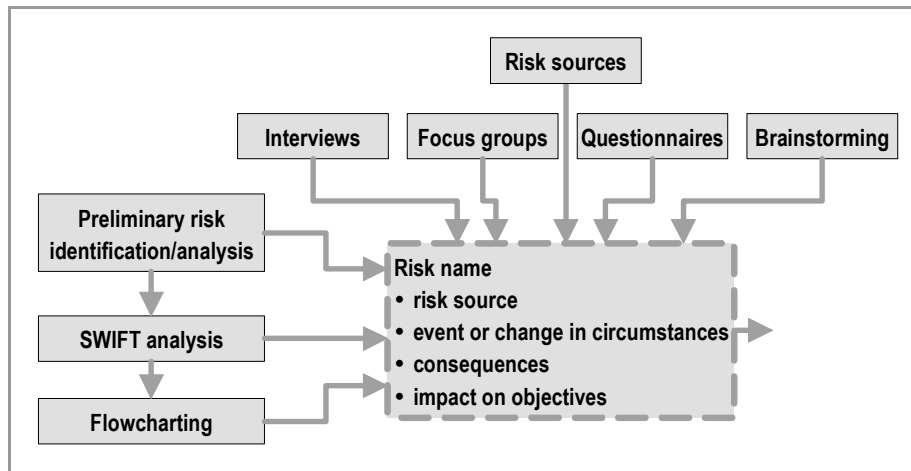 Risk sources
Interviews
Focus groups
Questionnaires
Brainstorming
Preliminary risk
identification/analysis
SWIFT analysis
Flowcharting
Risk name
• risk source
• event or change in circumstances
• consequences
• impact on objectives